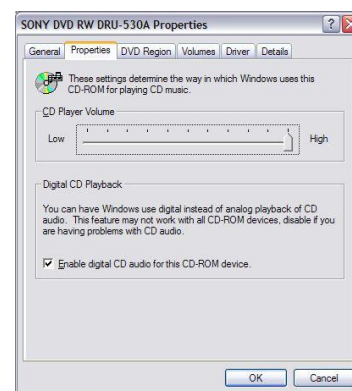 SONY DVD RW DRU-530A Properties
General Properties DVD Region Volumes Driver Details
These settings determine the way in which Windows uses this
CD-ROM for playing CD music.
CD Player Volume
Low High
Digital CD Playback
You can have Windows use digital instead of analog playback of CD
audio. This feature may not work with all CD-ROM devices, disable if you
are having problems with CD audio.
Enable digital CD audio for this CD-ROM device.
OK Cancel